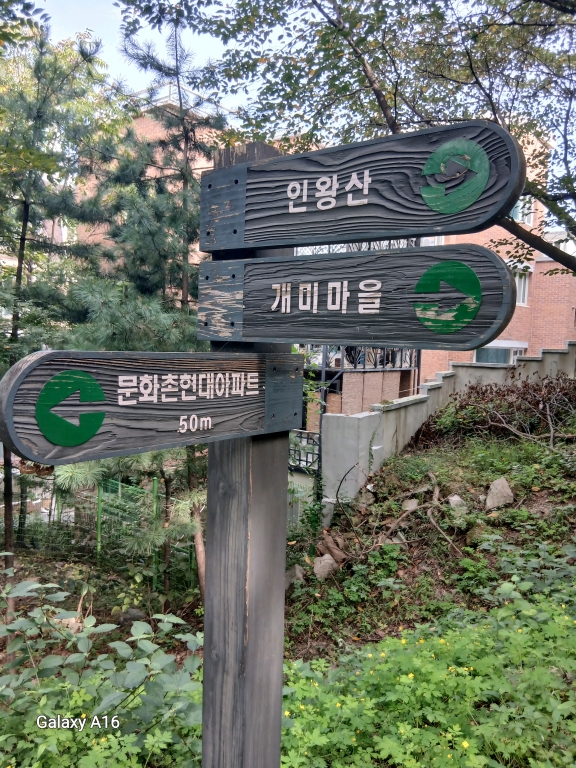 인왕산
개미마을
문화촌현대아파트
50m
Galaxy A16